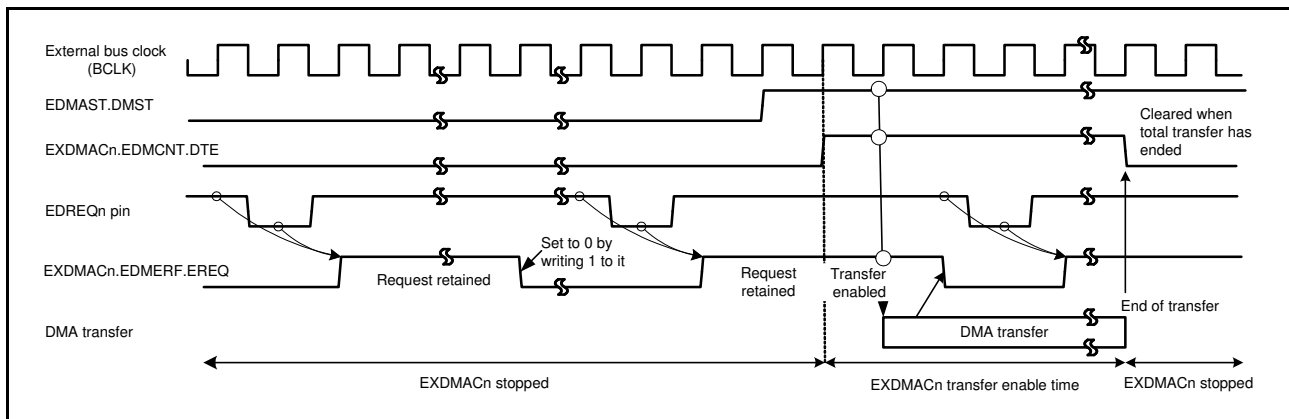 External bus clock
(BCLK)
EDMAST.DMST
Cleared when
total transfer has
ended
EXDMACn.EDMCNT.DTE
EDREQn pin
Set to 0 by
writing 1 to it
EXDMACn.EDMERF.EREQ
Request retained
Request
retained
Transfer
enabled
End of transfer
DMA transfer
DMA transfer
EXDMACn stopped
EXDMACn transfer enable time
EXDMACn stopped